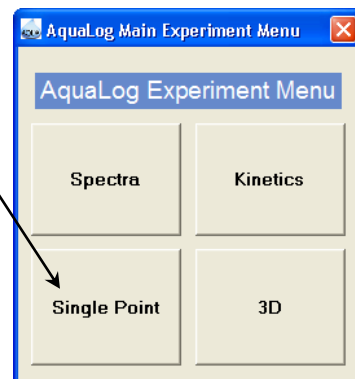 AquaLog Main Experiment Menu
AquaLog Experiment Menu
Spectra Kinetics
Single Point 3D